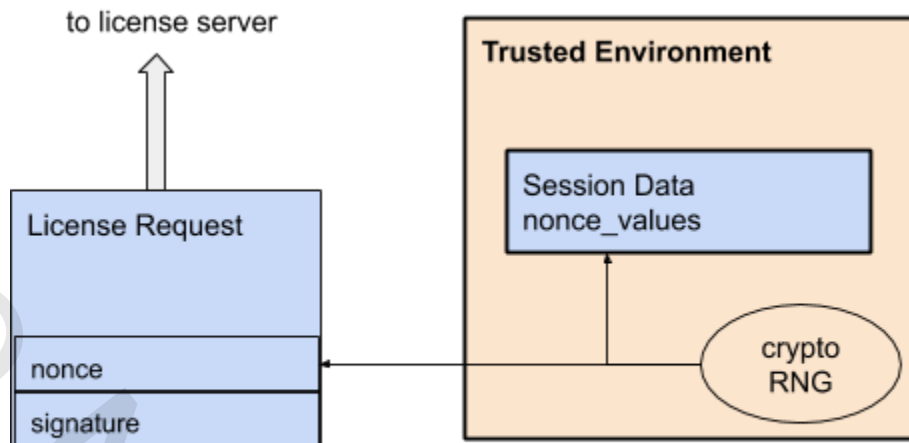 to license server
Trusted Environment
Session Data
nonce_values
License Request
crypto
RNG
nonce
signature